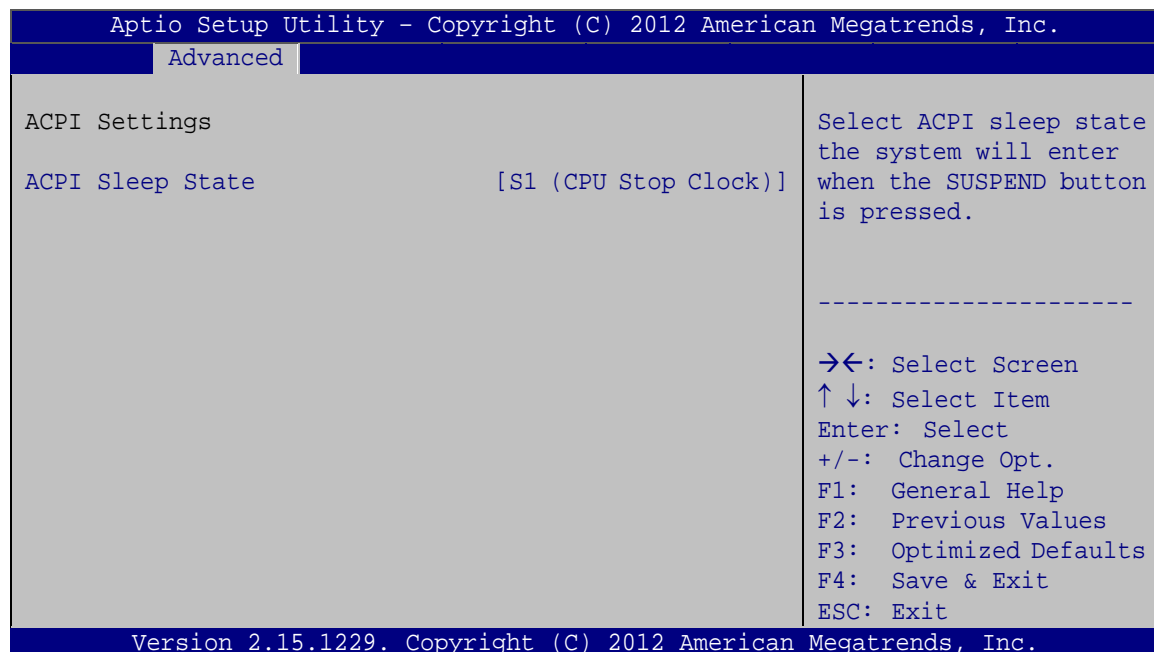 Aptio Setup Utility – Copyright (C) 2012 American Megatrends, Inc.
Advanced
ACPI Settings
ACPI Sleep State [S1 (CPU Stop Clock)]
Select ACPI sleep state
the system will enter
when the SUSPEND button
is pressed.
----------------------
→←: Select Screen
↑ ↓: Select Item
Enter: Select
+/-: Change Opt.
F1: General Help
F2: Previous Values
F3: Optimized Defaults
F4: Save & Exit
ESC: Exit
Version 2.15.1229. Copyright (C) 2012 American Megatrends, Inc.